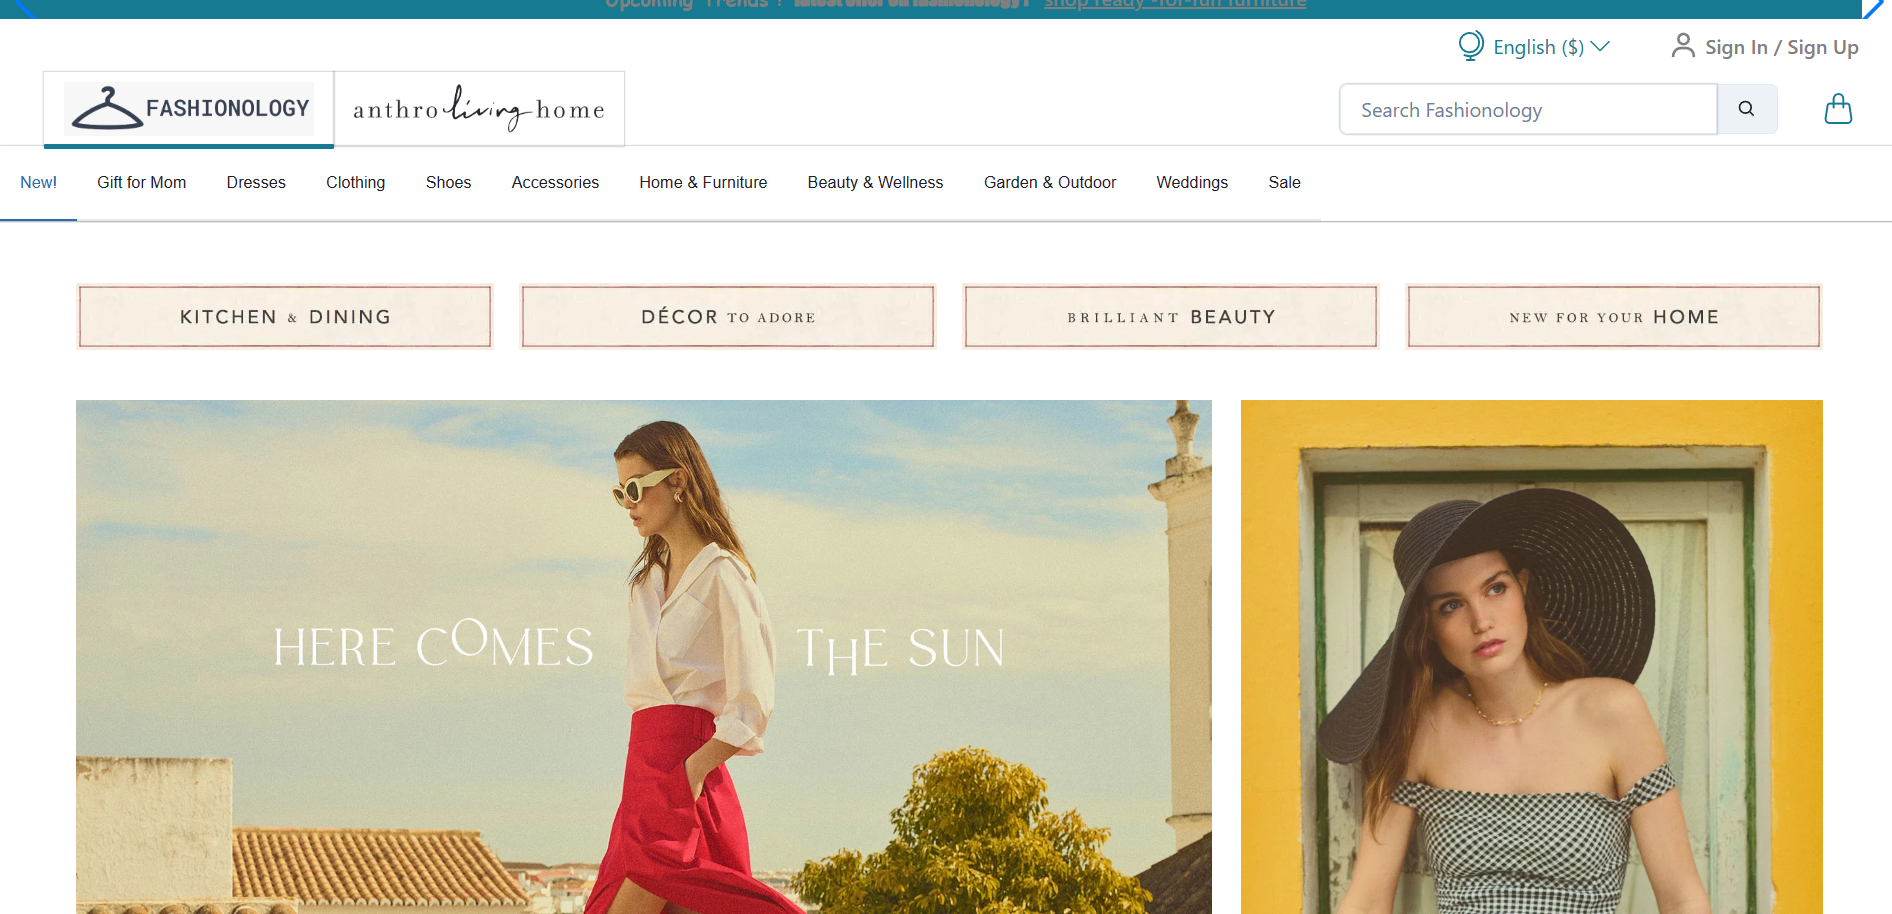 Upcoming Trends ! latest offer on fashionology! shop ready -for-fun furniture
English ($)
Sign In / Sign Up
FASHIONOLOGY
anthro living home
Search Fashionology
New! Gift for Mom Dresses Clothing Shoes Accessories Home & Furniture Beauty & Wellness Garden & Outdoor Weddings Sale
KITCHEN & DINING
DÉCOR TO ADORE
BRILLIANT BEAUTY
NEW FOR YOUR HOME
HERE COMES THE SUN